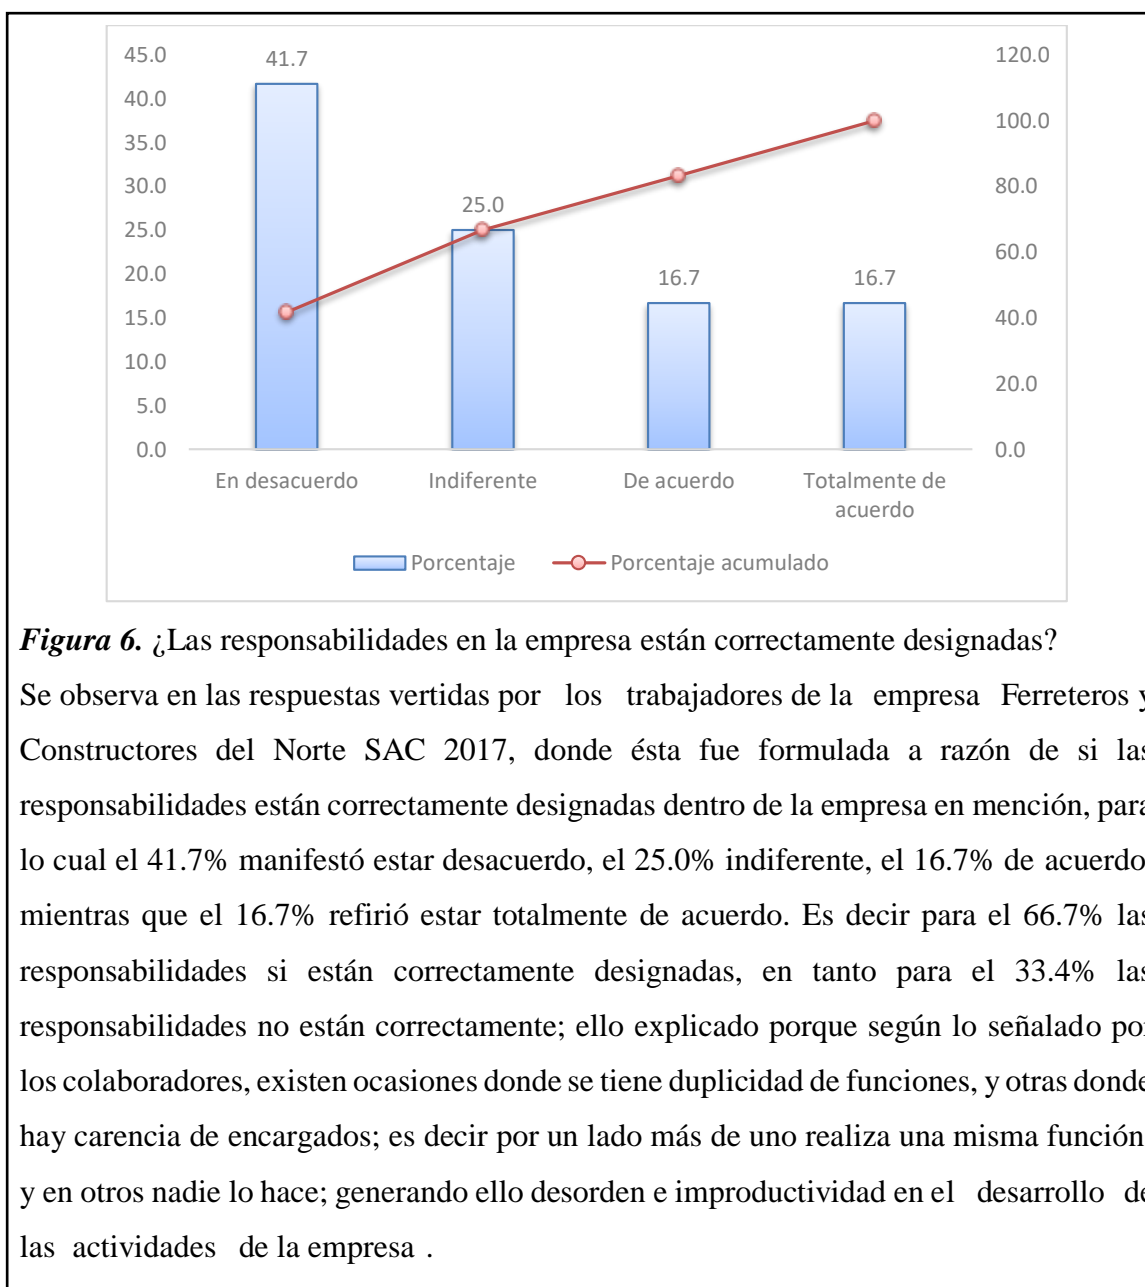 45.0
40.0
35.0
30.0
25.0
20.0
15.0
10.0
5.0
0.0
41.7
25.0
16.7
16.7
120.0
100.0
80.0
60.0
40.0
20.0
0.0
En desacuerdo
Indiferente
De acuerdo
Totalmente de
acuerdo
Porcentaje
Porcentaje acumulado
Figura 6. ¿Las responsabilidades en la empresa están correctamente designadas?
Se observa en las respuestas vertidas por los trabajadores de la empresa Ferreteros y
Constructores del Norte SAC 2017, donde ésta fue formulada a razón de si las
responsabilidades están correctamente designadas dentro de la empresa en mención, para
lo cual el 41.7% manifestó estar desacuerdo, el 25.0% indiferente, el 16.7% de acuerdo
mientras que el 16.7% refirió estar totalmente de acuerdo. Es decir para el 66.7% las
responsabilidades si están correctamente designadas, en tanto para el 33.4% las
responsabilidades no están correctamente; ello explicado porque según lo señalado por
los colaboradores, existen ocasiones donde se tiene duplicidad de funciones, y otras donde
hay carencia de encargados; es decir por un lado más de uno realiza una misma función
y en otros nadie lo hace; generando ello desorden e improductividad en el desarrollo de
las actividades de la empresa .